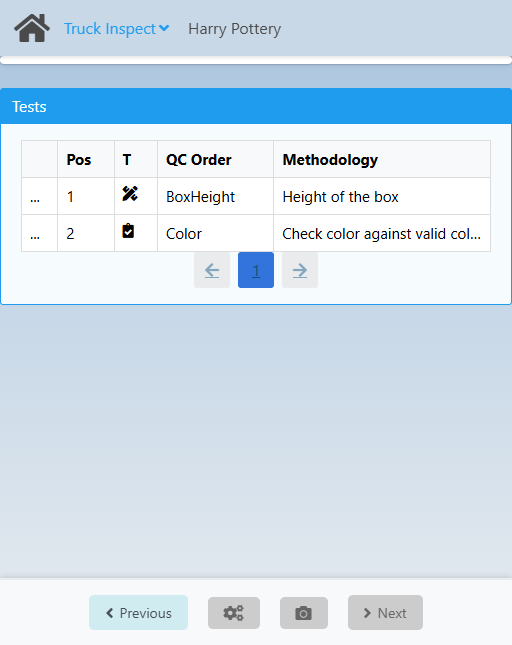 Truck Inspect Harry Pottery
Tests
Pos T QC Order Methodology
... 1 BoxHeight Height of the box
... 2 Color Check color against valid col...
1
Previous Next